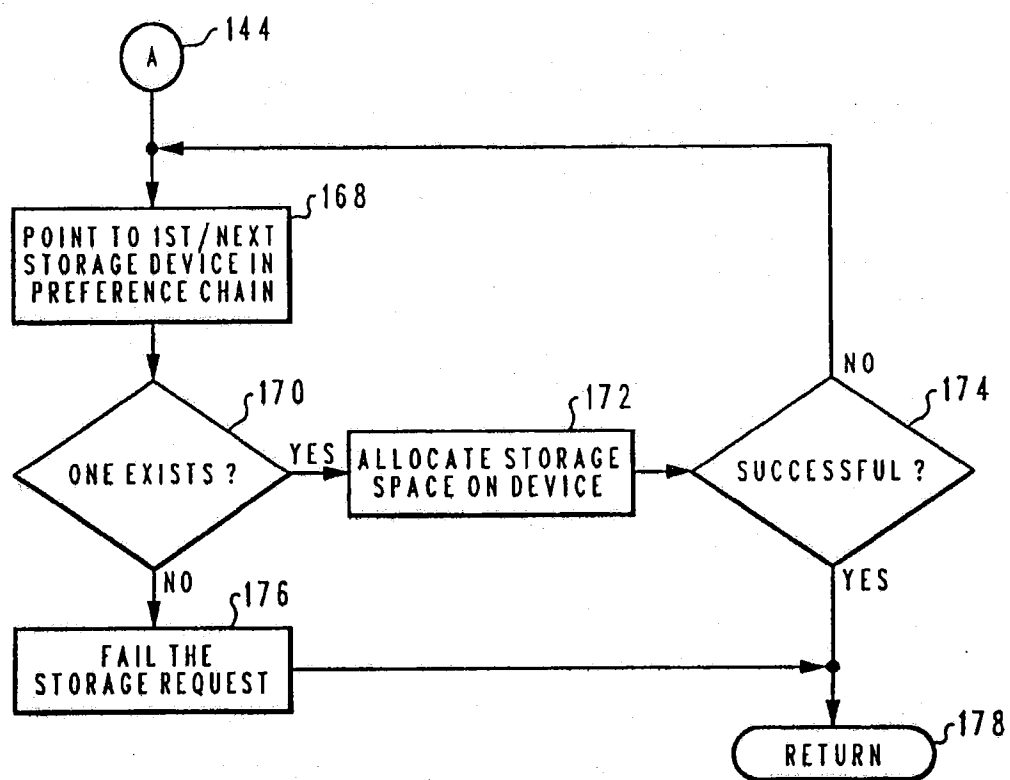 144
A
168
POINT TO 1ST/NEXT
STORAGE DEVICE IN
PREFERENCE CHAIN
170
ONE EXISTS ?
YES
172
ALLOCATE STORAGE
SPACE ON DEVICE
NO
174
SUCCESSFUL ?
NO
176
FAIL THE
STORAGE REQUEST
YES
RETURN
178